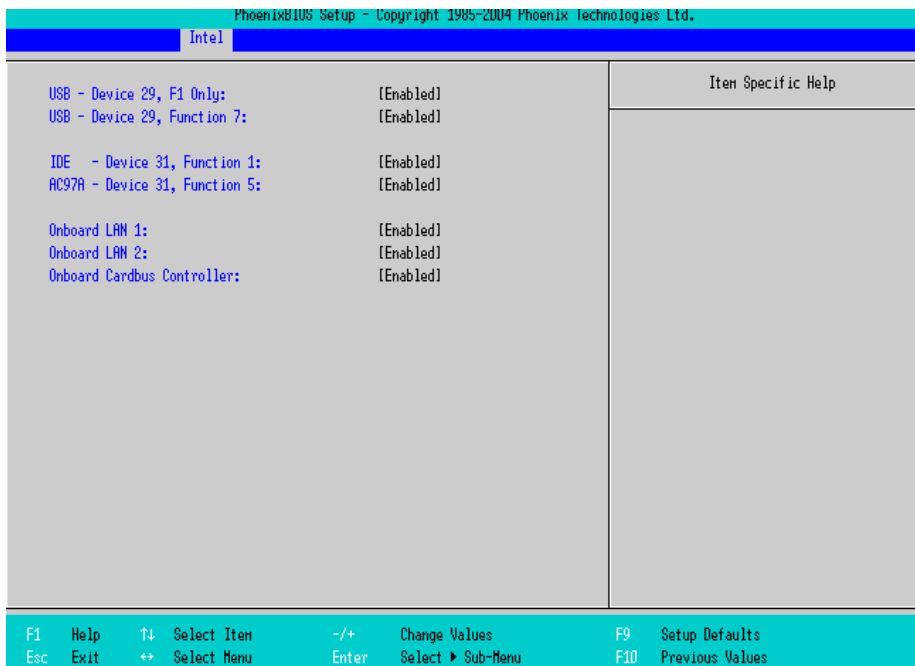 PhoenixBIOS Setup - Copyright 1985-2004 Phoenix Technologies Ltd.
Intel
Item Specific Help
USB - Device 29, F1 Only: [Enabled]
USB - Device 29, Function 7: [Enabled]
IDE - Device 31, Function 1: [Enabled]
AC97A - Device 31, Function 5: [Enabled]
Onboard LAN 1: [Enabled]
Onboard LAN 2: [Enabled]
Onboard Cardbus Controller: [Enabled]
F1 Help ↑↓ Select Item -/+ Change Values F9 Setup Defaults
Esc Exit ↔ Select Menu Enter Select ▶ Sub-Menu F10 Previous Values